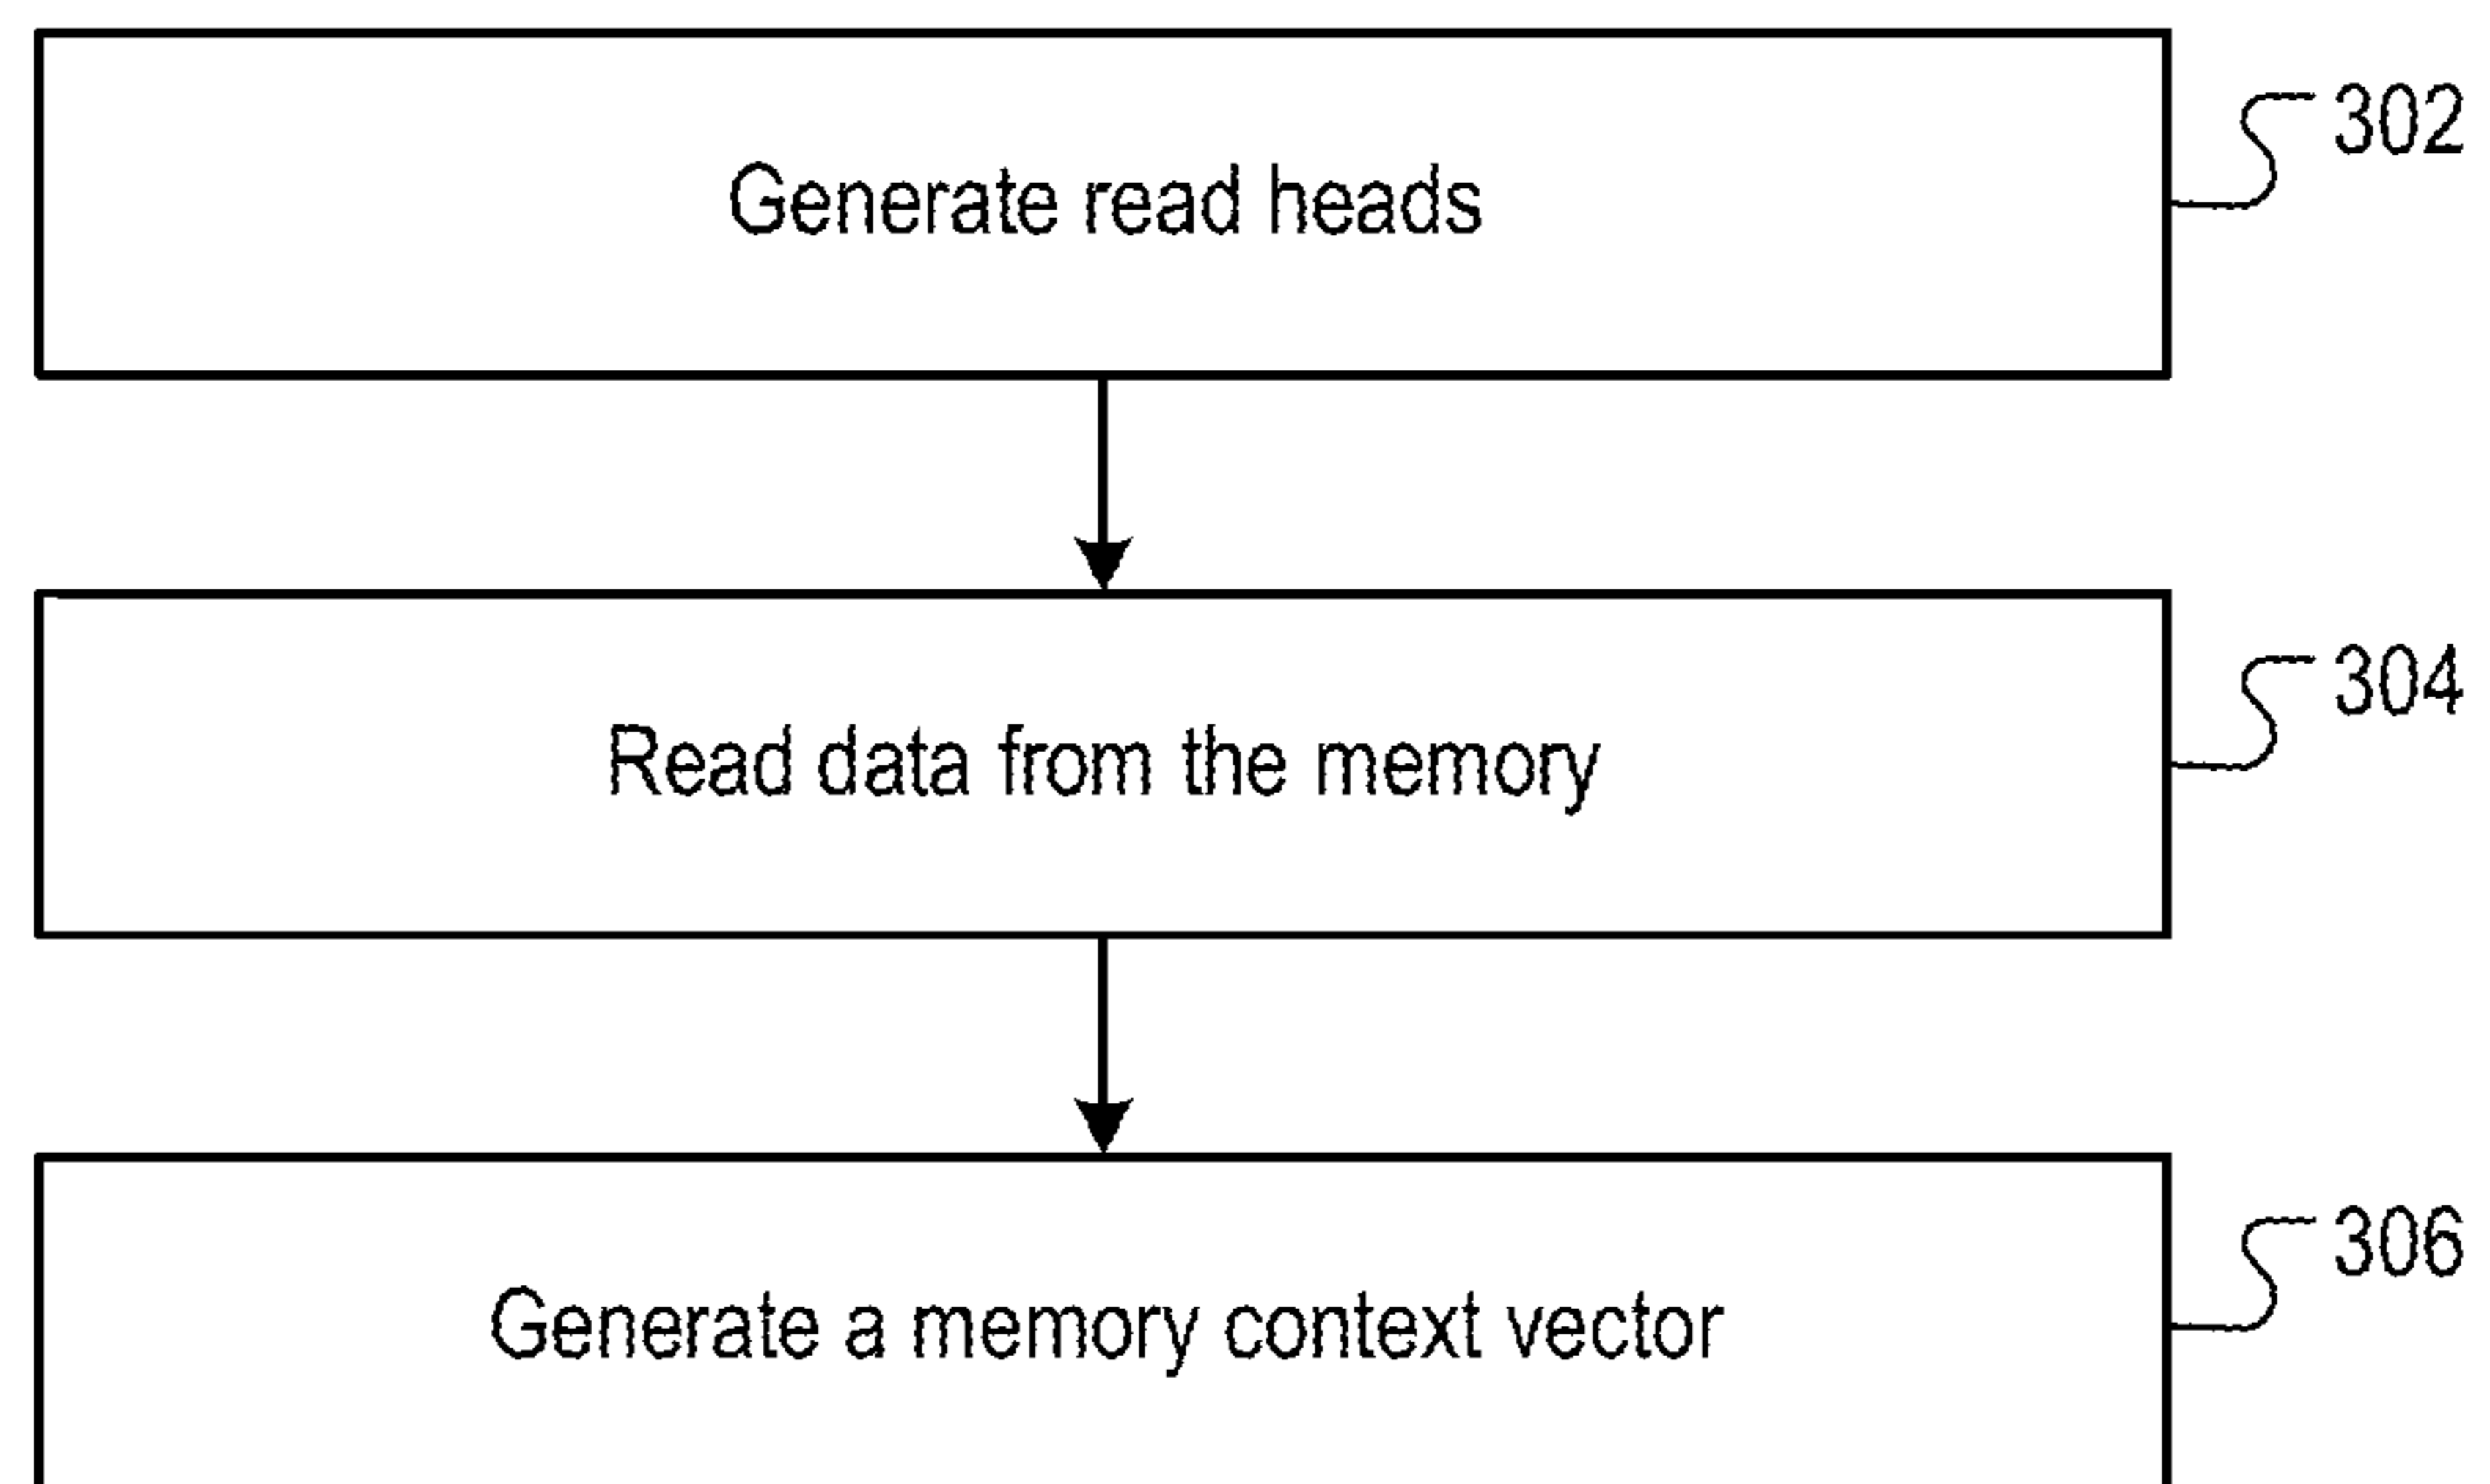 302
Generate read heads
304
Read data from the memory
306
Generate a memory context vector